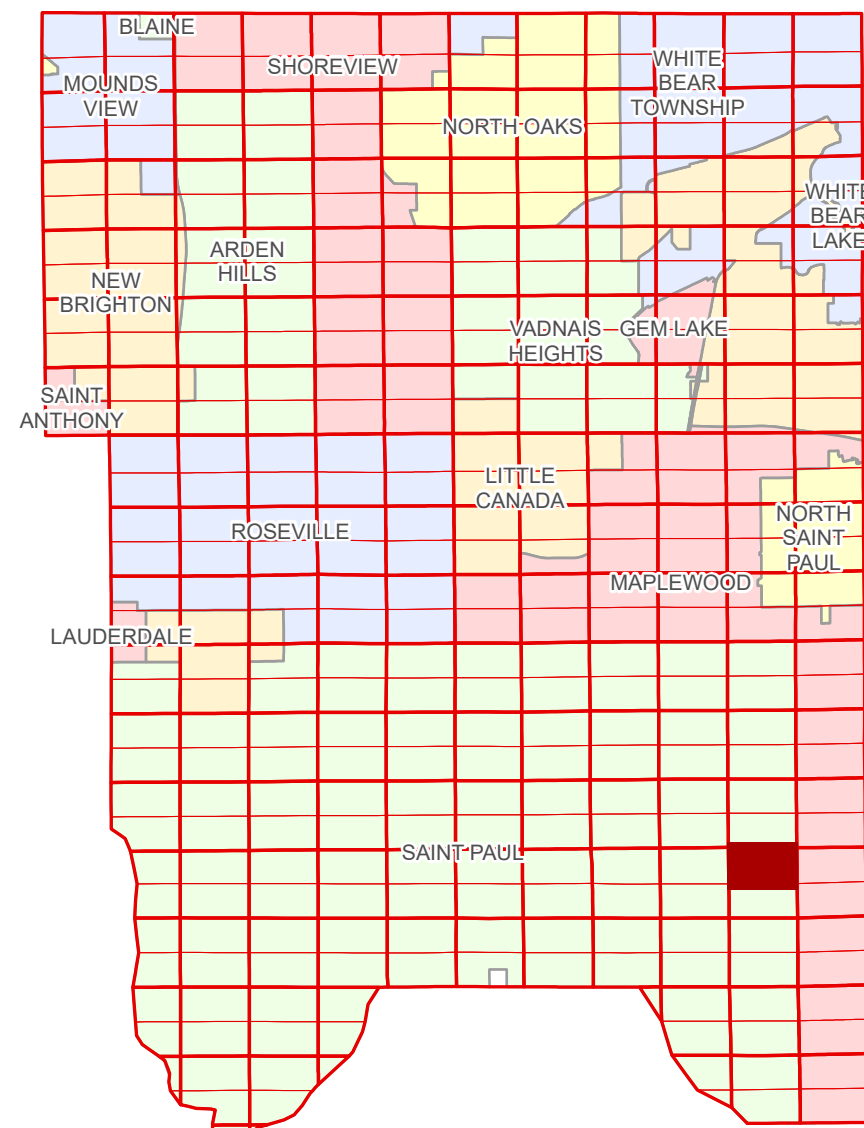 BLAINE
SHOREVIEW
MOUNDS
VIEW
NORTH OAKS
WHITE
BEAR
TOWNSHIP
WHITE
BEAR
LAKE
ARDEN
HILLS
NEW
BRIGHTON
VADNAIS
HEIGHTS
GEM LAKE
SAINT
ANTHONY
LITTLE
CANADA
ROSEVILLE
NORTH
SAINT
PAUL
MAPLEWOOD
LAUDERDALE
SAINT PAUL